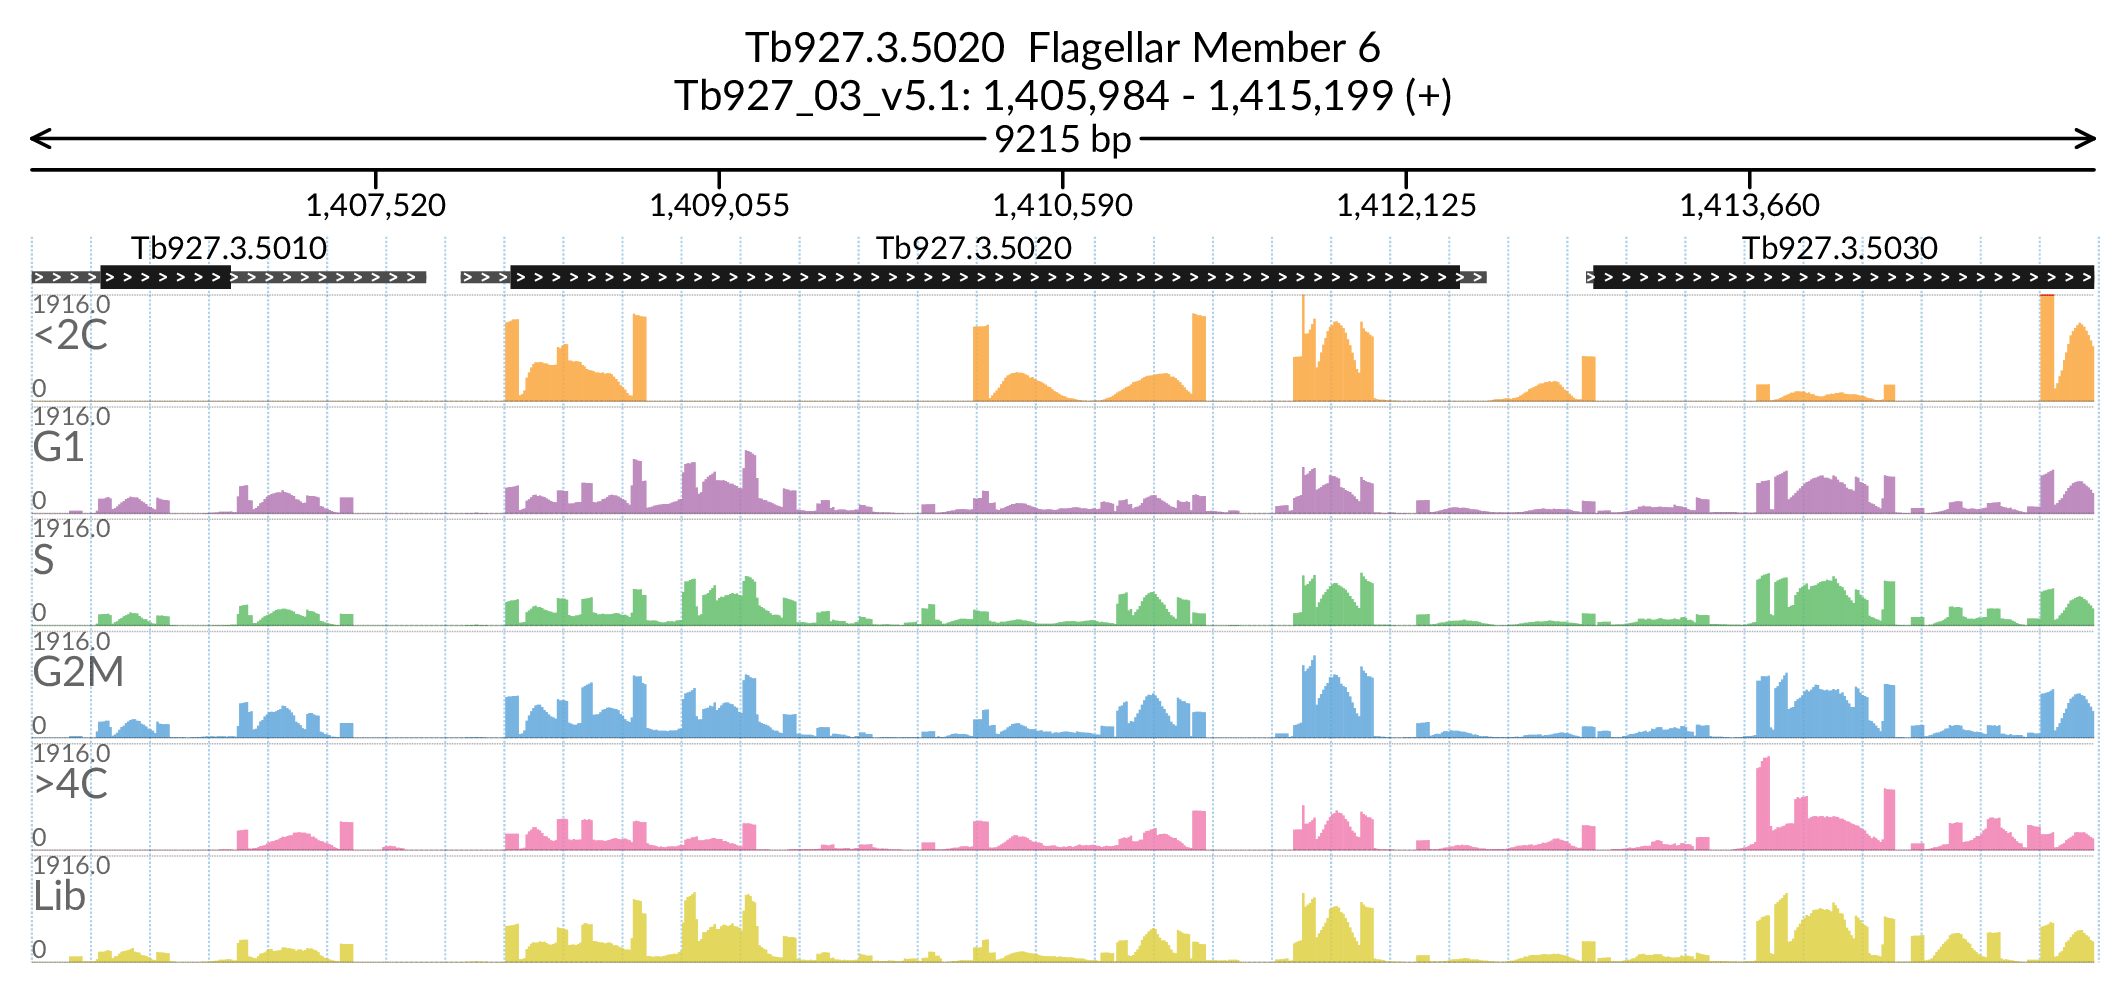 Tb927.3.5020  Flagellar Member 6
Tb927_03_v5.1: 1,405,984 - 1,415,199 (+)
9215 bp
1,407,520 1,409,055 1,410,590 1,412,125 1,413,660
Tb927.3.5010 Tb927.3.5020 Tb927.3.5030
1916.0
<2C
0
1916.0
G1
0
1916.0
S
0
1916.0
G2M
0
1916.0
>4C
0
1916.0
Lib
0